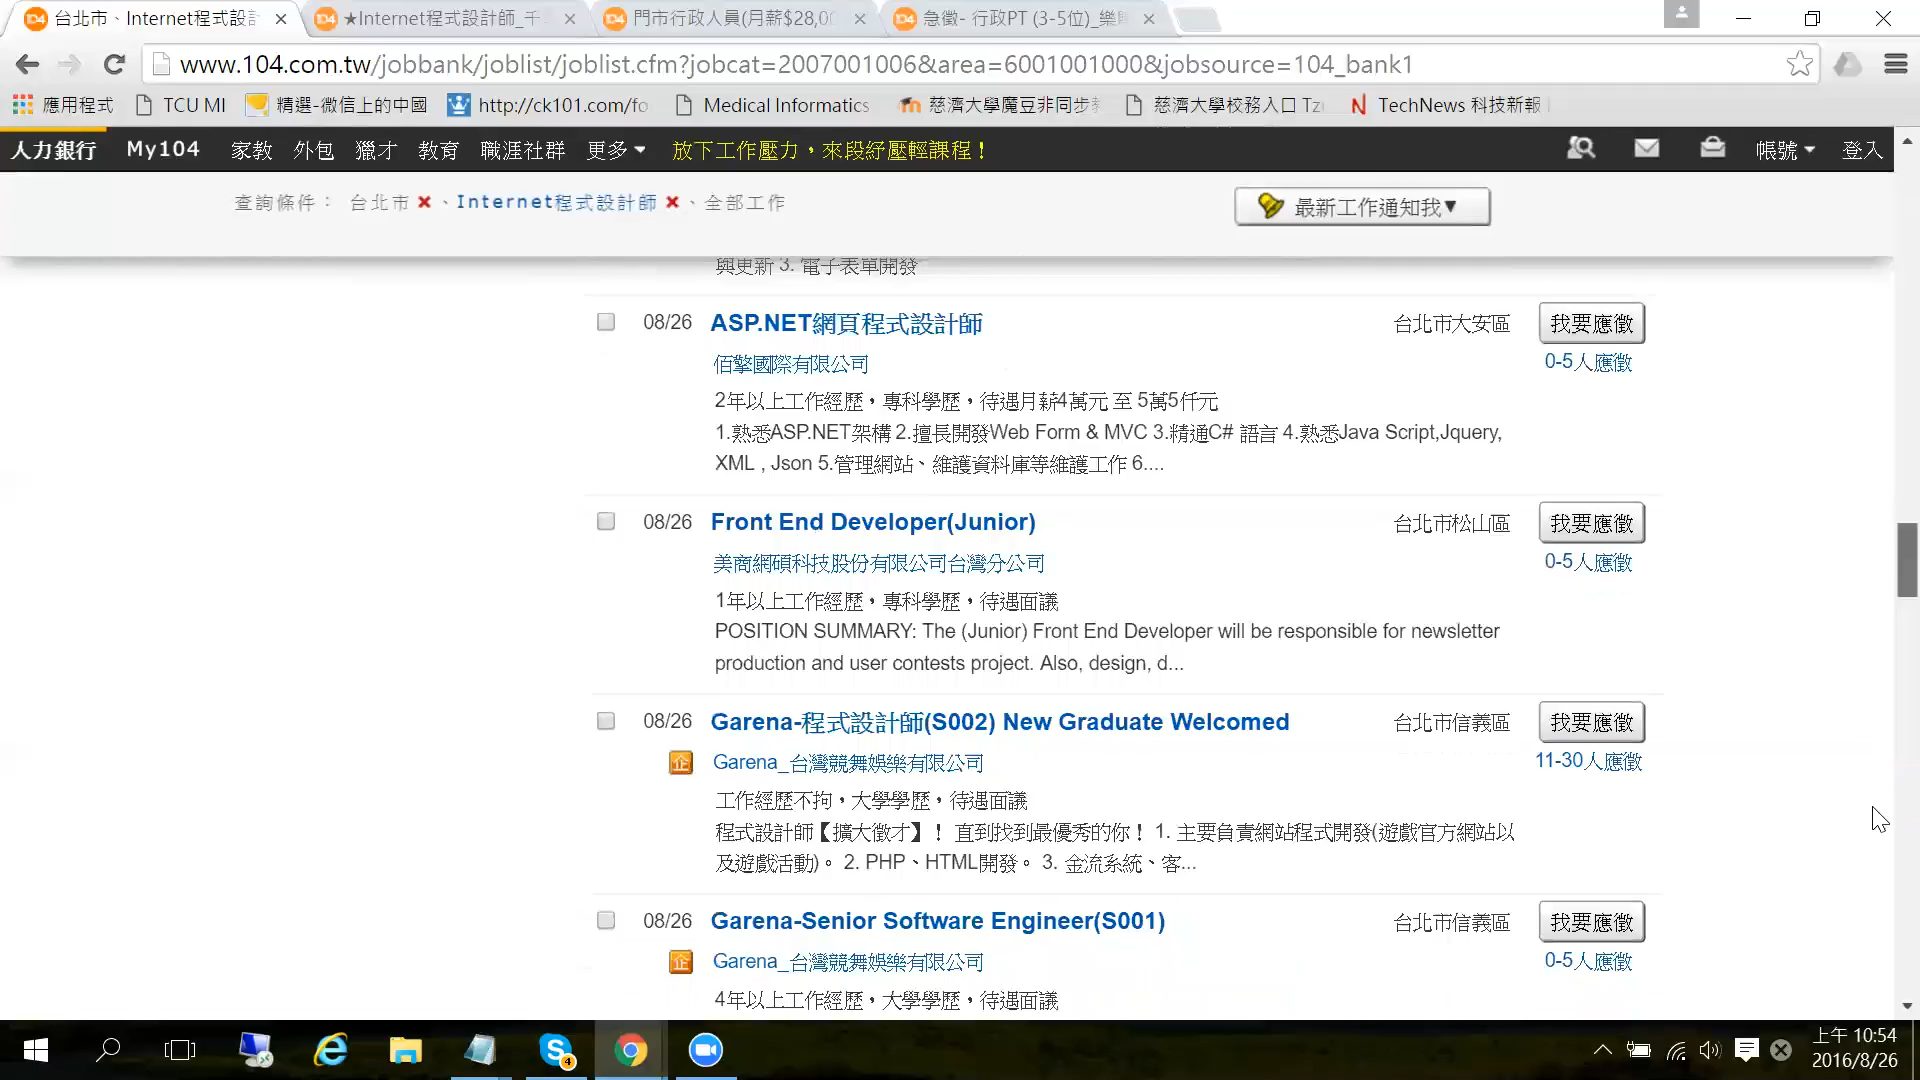 台北市、Internet程式設計
★Internet程式設計師_千
門市行政人員(月薪$28,00
急徵- 行政PT (3-5位)_樂
www.104.com.tw/jobbank/joblist/joblist.cfm?jobcat=2007001006&area=6001001000&jobsource=104_bank1
應用程式
TCU MI
精選-微信上的中國
http://ck101.com/fo
Medical Informatics
慈濟大學魔豆非同步
慈濟大學校務入口 Tz
TechNews 科技新報
人力銀行 My104 家教 外包 獵才 教育 職涯社群 更多 放下工作壓力，來段紓壓輕課程！ 帳號 登入
查詢條件： 台北市 ✖、Internet程式設計師 ✖、全部工作
最新工作通知我▼
與更新 3. 電子表單開發
08/26 ASP.NET網頁程式設計師 台北市大安區 我要應徵
佰擎國際有限公司 0-5人應徵
2年以上工作經歷，專科學歷，待遇月薪4萬元 至 5萬5仟元
1.熟悉ASP.NET架構 2.擅長開發Web Form & MVC 3.精通C# 語言 4.熟悉Java Script,Jquery,
XML , Json 5.管理網站、維護資料庫等維護工作 6....
08/26 Front End Developer(Junior) 台北市松山區 我要應徵
美商網碩科技股份有限公司台灣分公司 0-5人應徵
1年以上工作經歷，專科學歷，待遇面議
POSITION SUMMARY: The (Junior) Front End Developer will be responsible for newsletter
production and user contests project. Also, design, d...
08/26 Garena-程式設計師(S002) New Graduate Welcomed 台北市信義區 我要應徵
企 Garena_台灣競舞娛樂有限公司 11-30人應徵
工作經歷不拘，大學學歷，待遇面議
程式設計師【擴大徵才】！ 直到找到最優秀的你！ 1. 主要負責網站程式開發(遊戲官方網站以
及遊戲活動)。 2. PHP、HTML開發。 3. 金流系統、客...
08/26 Garena-Senior Software Engineer(S001) 台北市信義區 我要應徵
企 Garena_台灣競舞娛樂有限公司 0-5人應徵
4年以上工作經歷，大學學歷，待遇面議
4
上午 10:54
2016/8/26